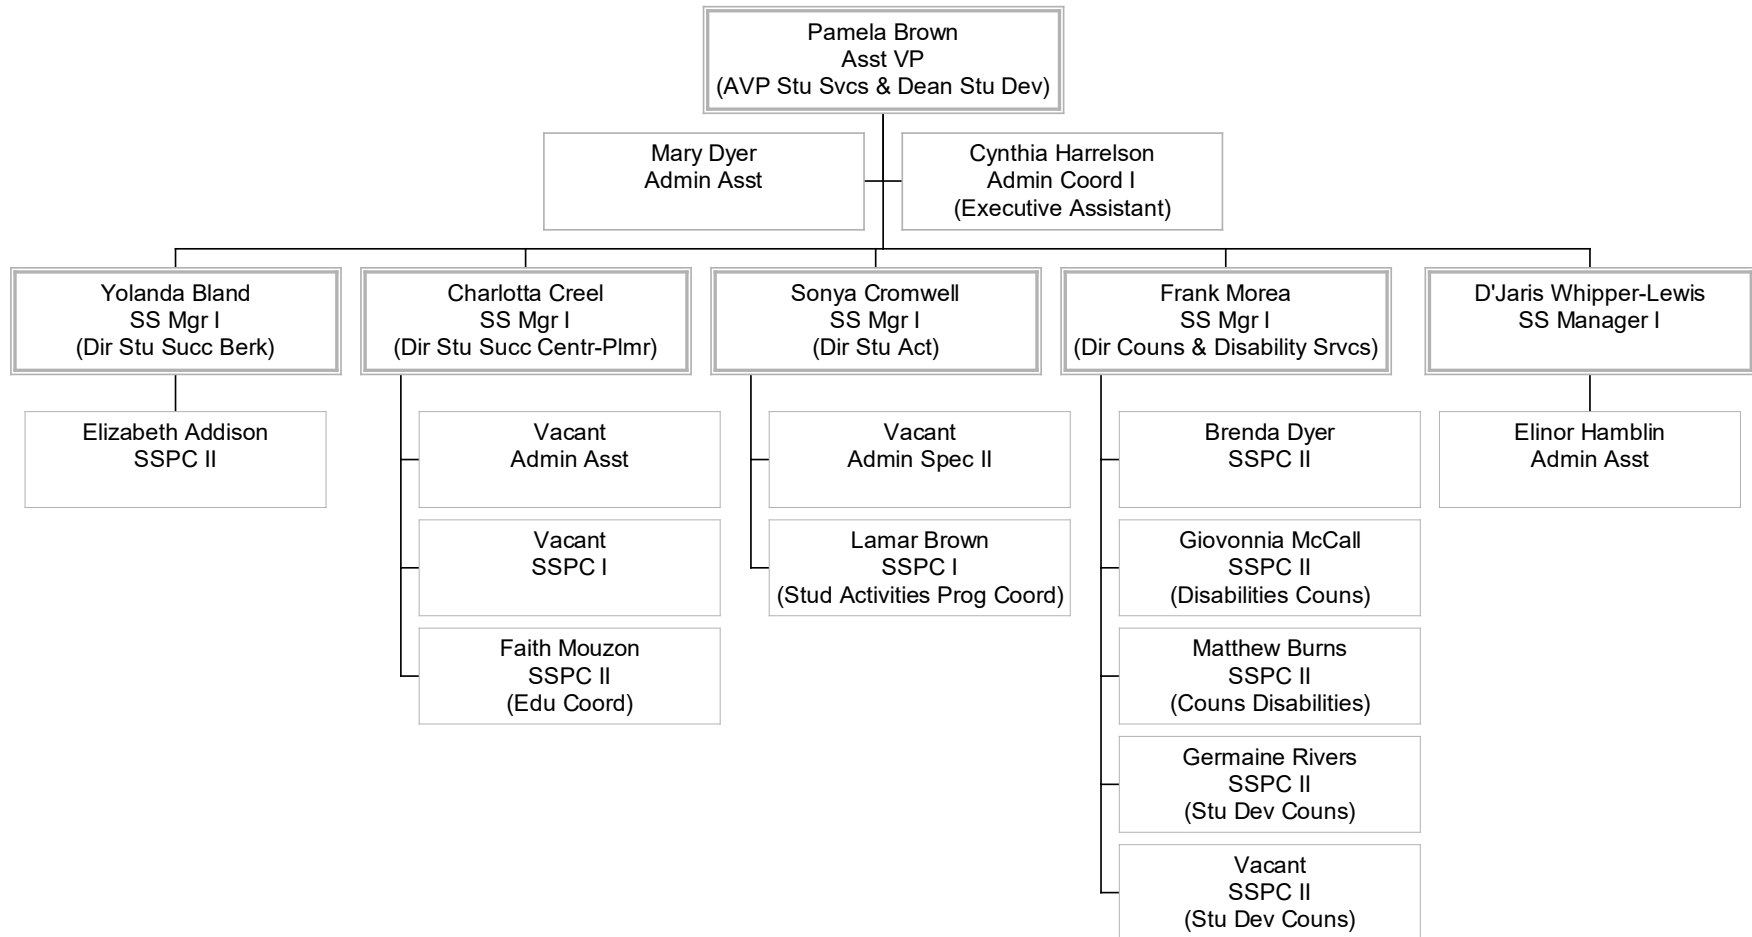 Pamela Brown
Asst VP
(AVP Stu Svcs & Dean Stu Dev)
Mary Dyer
Admin Asst
Cynthia Harrelson
Admin Coord I
(Executive Assistant)
Yolanda Bland
SS Mgr I
(Dir Stu Succ Berk)
Charlotta Creel
SS Mgr I
(Dir Stu Succ Centr-Plmr)
Sonya Cromwell
SS Mgr I
(Dir Stu Act)
Frank Morea
SS Mgr I
(Dir Couns & Disability Srvcs)
D'Jaris Whipper-Lewis
SS Manager I
Elizabeth Addison
SSPC II
Vacant
Admin Asst
Vacant
SSPC I
Faith Mouzon
SSPC II
(Edu Coord)
Vacant
Admin Spec II
Lamar Brown
SSPC I
(Stud Activities Prog Coord)
Brenda Dyer
SSPC II
Giovonnia McCall
SSPC II
(Disabilities Couns)
Matthew Burns
SSPC II
(Couns Disabilities)
Germaine Rivers
SSPC II
(Stu Dev Couns)
Vacant
SSPC II
(Stu Dev Couns)
Elinor Hamblin
Admin Asst